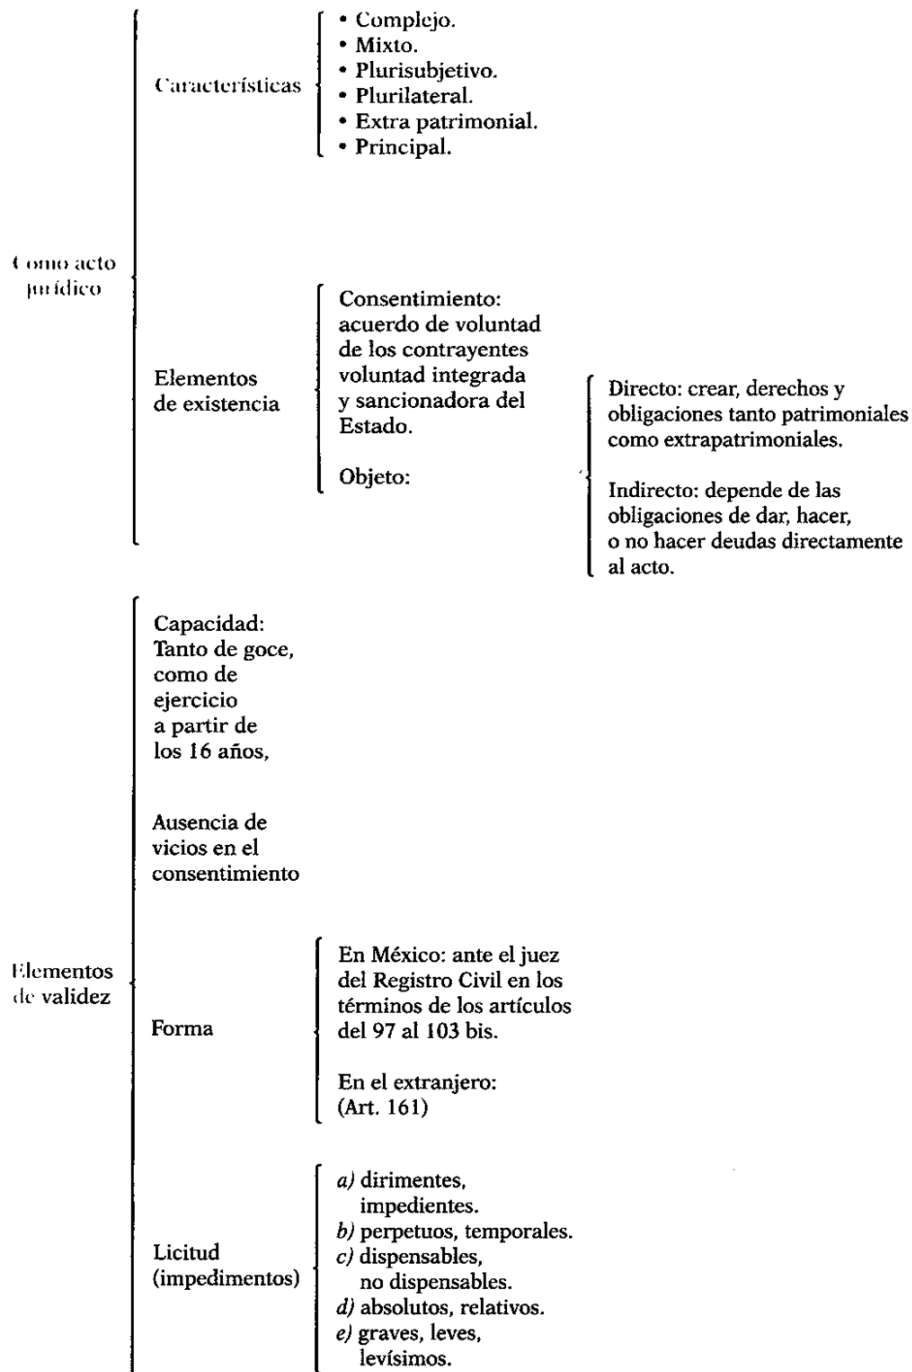 Características
• Complejo.
• Mixto.
• Plurisubjetivo.
• Plurilateral.
• Extra patrimonial.
• Principal.
Como acto
jurídico
Elementos
de existencia
Consentimiento:
acuerdo de voluntad
de los contrayentes
voluntad integrada
y sancionadora del
Estado.
Objeto:
Directo: crear, derechos y
obligaciones tanto patrimoniales
como extrapatrimoniales.
Indirecto: depende de las
obligaciones de dar, hacer,
o no hacer deudas directamente
al acto.
Elementos
de validez
Capacidad:
Tanto de goce,
como de
ejercicio
a partir de
los 16 años,
Ausencia de
vicios en el
consentimiento
Forma
En México: ante el juez
del Registro Civil en los
términos de los artículos
del 97 al 103 bis.
En el extranjero:
(Art. 161)
Licitud
(impedimentos)
a) dirimentes,
impedientes.
b) perpetuos, temporales.
c) dispensables,
no dispensables.
d) absolutos, relativos.
e) graves, leves,
levísimos.